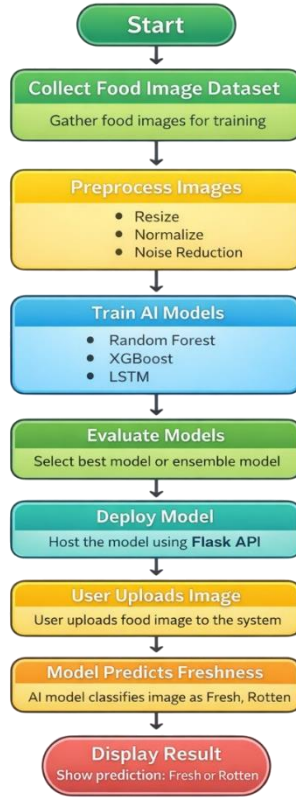 Start
Collect Food Image Dataset
Gather food images for training
Preprocess Images
• Resize
• Normalize
• Noise Reduction
Train AI Models
• Random Forest
• XGBoost
• LSTM
Evaluate Models
Select best model or ensemble model
Deploy Model
Host the model using Flask API
User Uploads Image
User uploads food image to the system
Model Predicts Freshness
AI model classifies image as Fresh, Rotten
Display Result
Show prediction: Fresh or Rotten